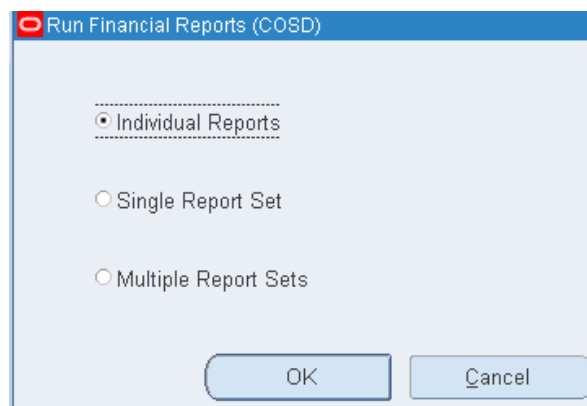 Run Financial Reports (COSD)
Individual Reports
Single Report Set
Multiple Report Sets
OK Cancel